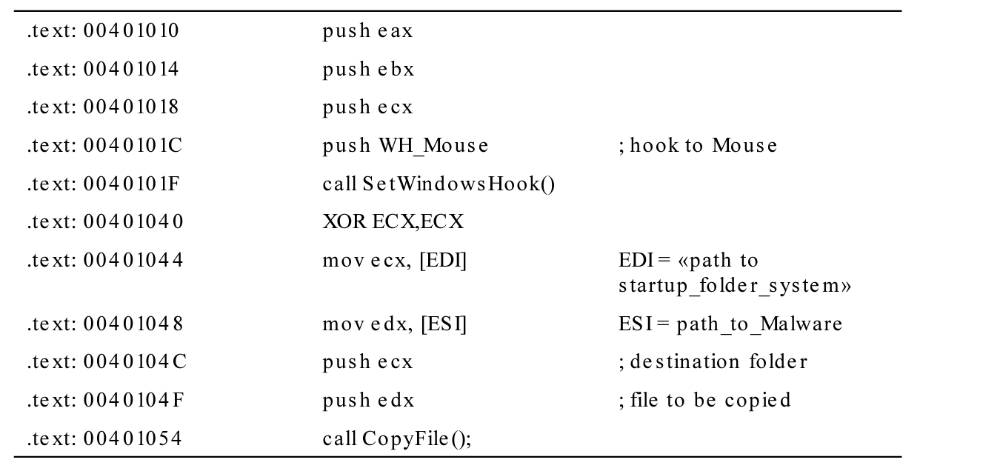 .text: 00401010 push eax
.text: 00401014 push ebx
.text: 00401018 push ecx
.text: 0040101C push WH_Mouse ; hook to Mouse
.text: 0040101F call SetWindowsHook()
.text: 00401040 XOR ECX,ECX
.text: 00401044 mov ecx, [EDI] EDI = «path to
startup_folder_system»
.text: 00401048 mov edx, [ESI] ESI = path_to_Malware
.text: 0040104C push ecx ; destination folder
.text: 0040104F push edx ; file to be copied
.text: 00401054 call CopyFile();